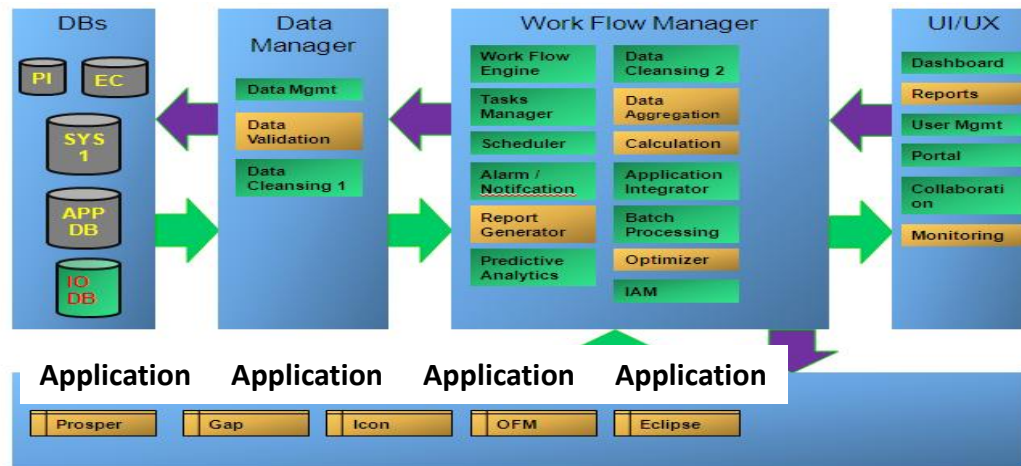 DBs
PI
EC
SYS
1
APP
DB
IO
DB
Data
Manager
Data Mgmt
Data
Validation
Data
Cleansing 1
Work Flow Manager
Work Flow
Engine
Tasks
Manager
Scheduler
Alarm /
Notifcation
Report
Generator
Predictive
Analytics
Data
Cleansing 2
Data
Aggregation
Calculation
Application
Integrator
Batch
Processing
Optimizer
IAM
UI/UX
Dashboard
Reports
User Mgmt
Portal
Collaborati
on
Monitoring
Application Application Application Application
Prosper Gap Icon OFM Eclipse